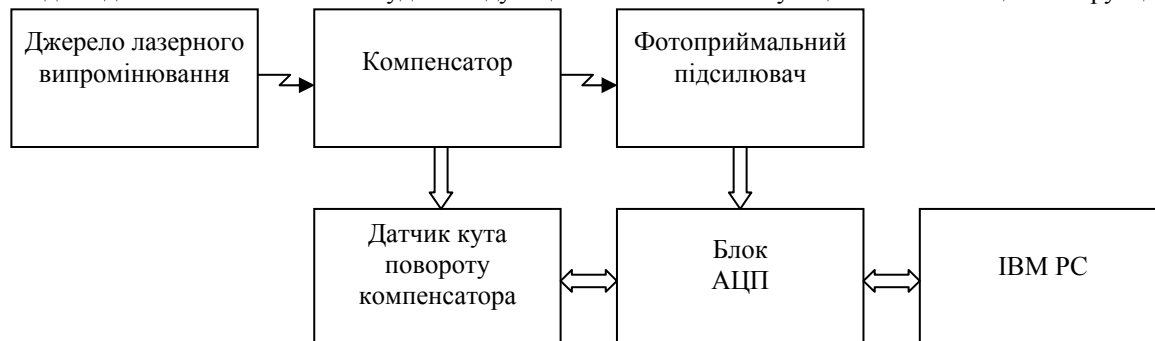 Джерело лазерного
випромінювання
Компенсатор
Фотоприймальний
підсилювач
Датчик кута
повороту
компенсатора
Блок
АЦП
IBM PC